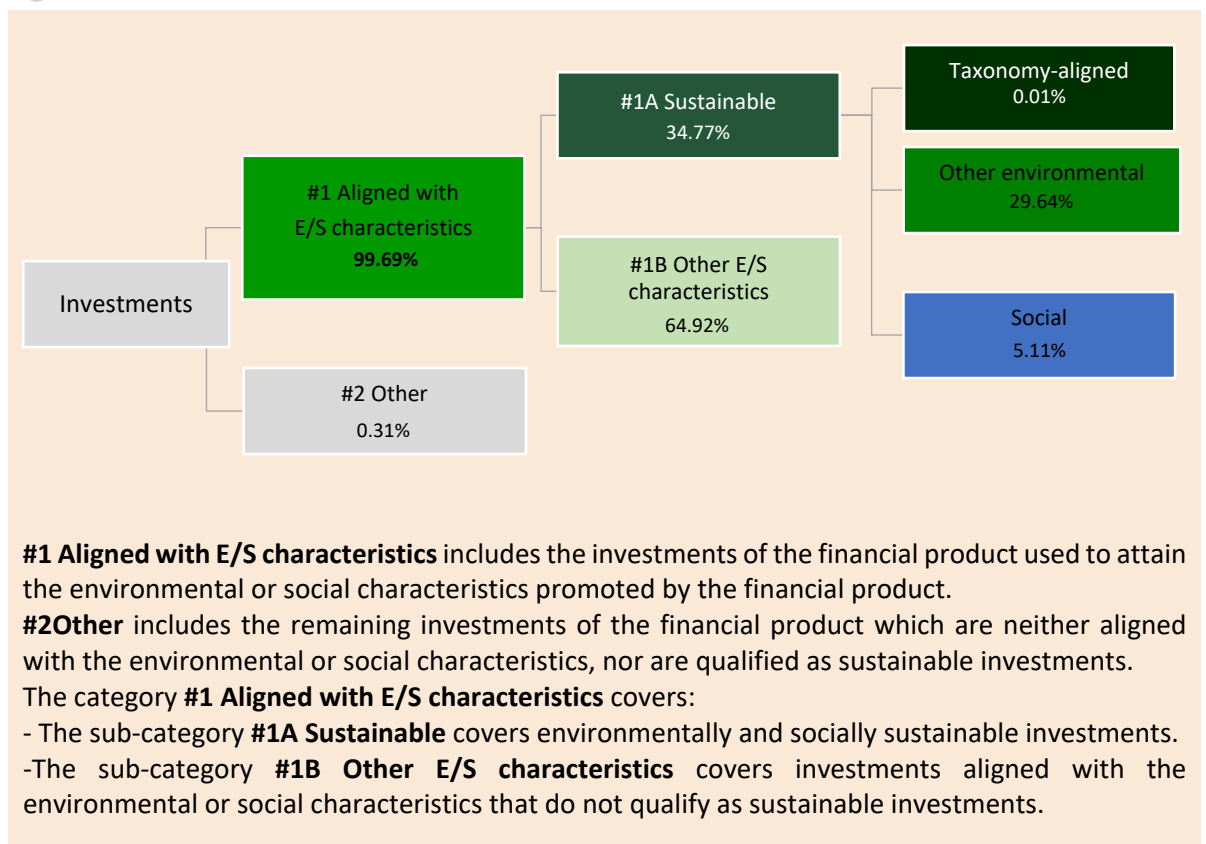 Taxonomy-aligned
0.01%
#1A Sustainable
34.77%
Other environmental
29.64%
#1 Aligned with
E/S characteristics
99.69%
#1B Other E/S
characteristics
64.92%
Investments
Social
5.11%
#2 Other
0.31%
#1 Aligned with E/S characteristics includes the investments of the financial product used to attain
the environmental or social characteristics promoted by the financial product.
#2Other includes the remaining investments of the financial product which are neither aligned
with the environmental or social characteristics, nor are qualified as sustainable investments.
The category #1 Aligned with E/S characteristics covers:
- The sub-category #1A Sustainable covers environmentally and socially sustainable investments.
-The sub-category #1B Other E/S characteristics covers investments aligned with the
environmental or social characteristics that do not qualify as sustainable investments.